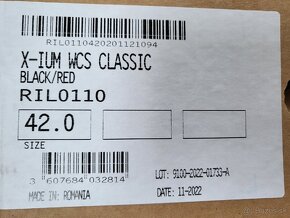 RIL0110420201121094
X-IUM WCS CLASSIC
BLACK/RED
RIL0110
42.0
SIZE
LOT: 9100-2022-01733-A
3 607684 032814
MADE IN: ROMANIA
DATE: 11-2022